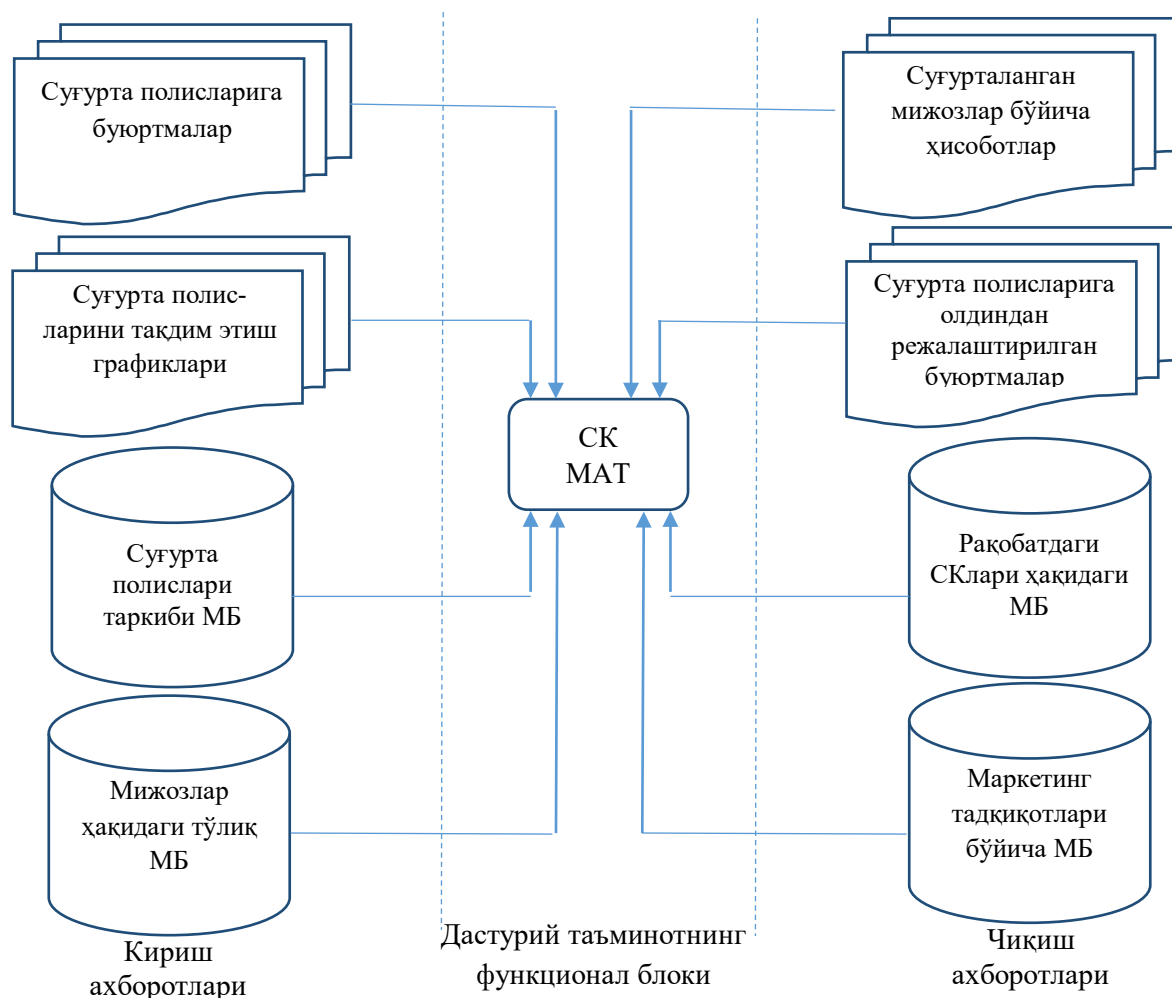 Суғурта полисларига
буюртмалар
Суғурта полис-
ларини тақдим этиш
графиклари
Суғурта
полислари
таркиби МБ
Мижозлар
ҳақидаги тўлиқ
МБ
Кириш
ахборотлари
СК
МАТ
Дастурий таъминотнинг
функционал блоки
Суғурталанган
мижозлар бўйича
ҳисоботлар
Суғурта полисларига
олдиндан
режалаштирилган
буюртмалар
Рақобатдаги
СКлари ҳақидаги
МБ
Маркетинг
тадқиқотлари
бўйича МБ
Чиқиш
ахборотлари